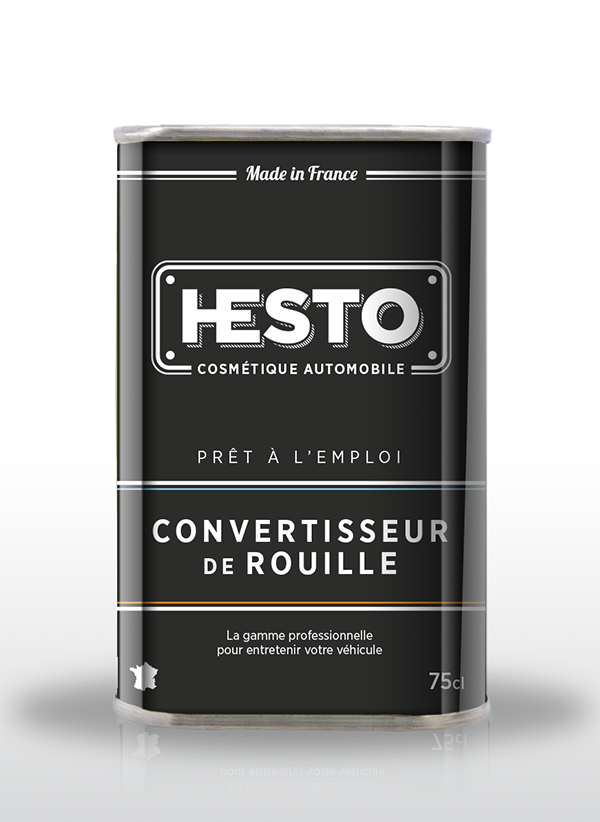 Made in France
HESTO
COSMÉTIQUE AUTOMOBILE
PRÊT À L'EMPLOI
CONVERTISSEUR
DE ROUILLE
La gamme professionnelle
pour entretenir votre véhicule
75cl